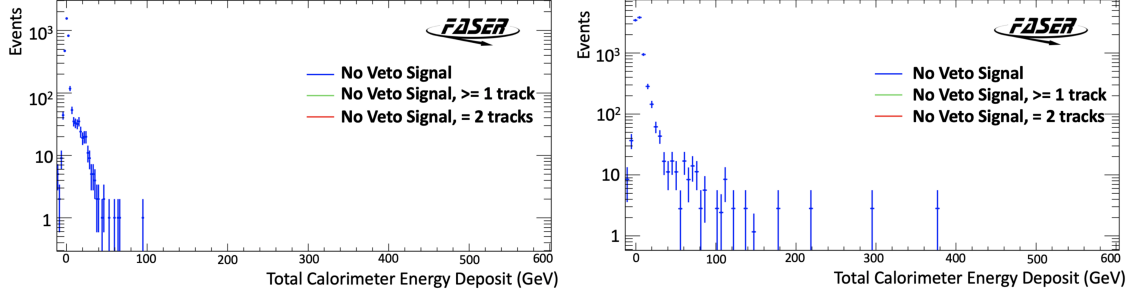 Events
10³
10²
10
1
FASER
No Veto Signal
No Veto Signal, >= 1 track
No Veto Signal, = 2 tracks
0 100 200 300 400 500 600
Total Calorimeter Energy Deposit (GeV)
Events
10³
10²
10
1
FASER
No Veto Signal
No Veto Signal, >= 1 track
No Veto Signal, = 2 tracks
0 100 200 300 400 500 600
Total Calorimeter Energy Deposit (GeV)